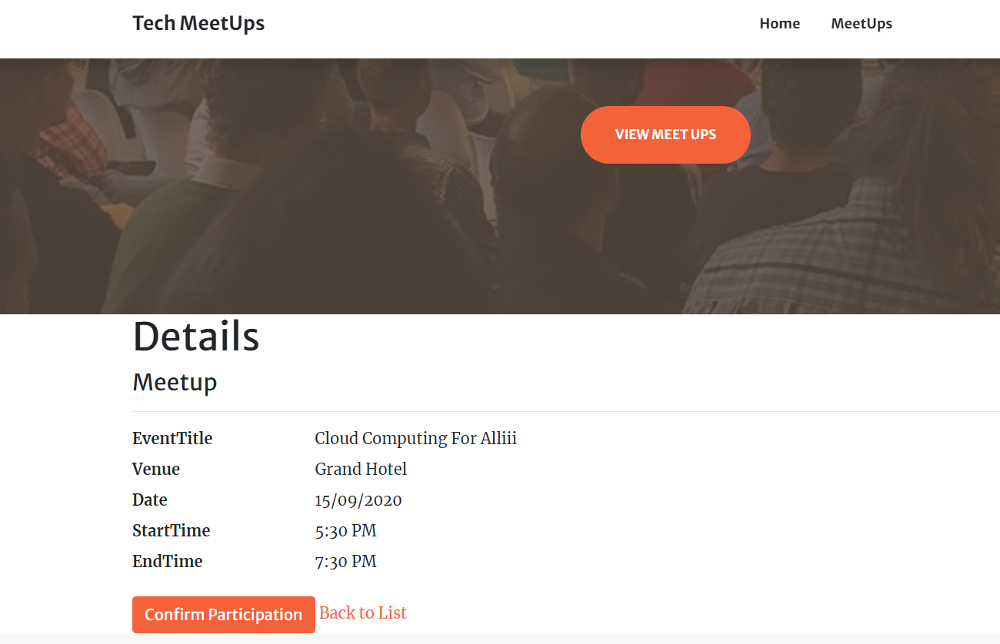 Tech MeetUps
Home MeetUps
VIEW MEET UPS
Details
Meetup
EventTitle Cloud Computing For Alliii
Venue Grand Hotel
Date 15/09/2020
StartTime 5:30 PM
EndTime 7:30 PM
Confirm Participation Back to List